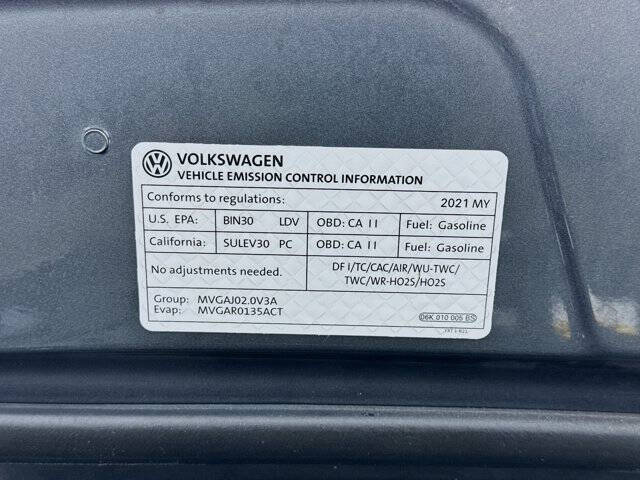 VOLKSWAGEN
VEHICLE EMISSION CONTROL INFORMATION
Conforms to regulations: 2021 MY
U.S. EPA: BIN30 LDV OBD: CA II Fuel: Gasoline
California: SULEV30 PC OBD: CA II Fuel: Gasoline
No adjustments needed.
DF I/TC/CAC/AIR/WU-TWC/
TWC/WR-HO2S/HO2S
Group: MVGAJ02.0V3A
Evap: MVGAR0135ACT
06K 010 005 BS